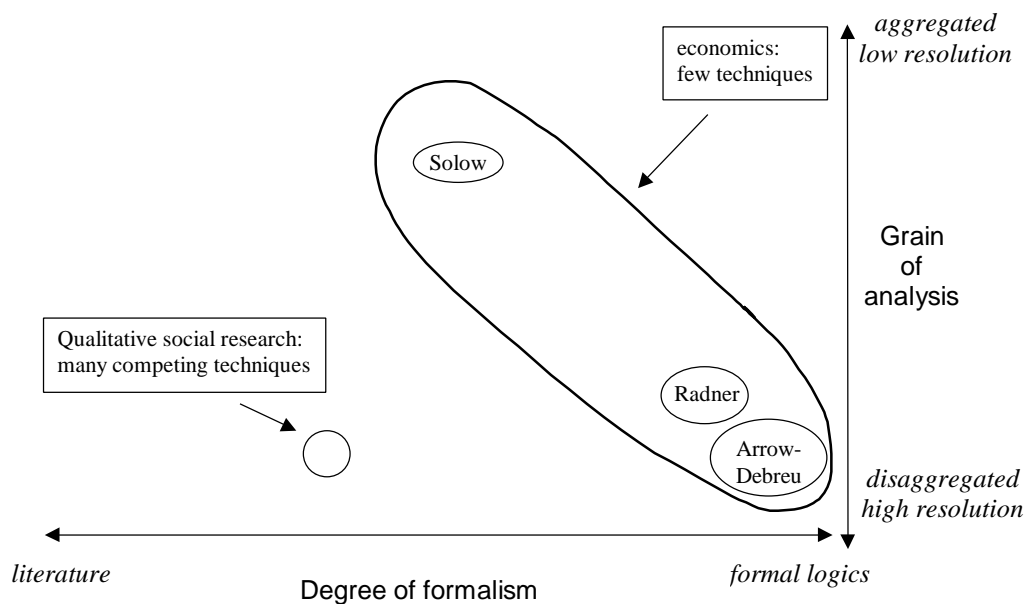 aggregated
low resolution
economics:
few techniques
Solow
Grain
of
analysis
Qualitative social research:
many competing techniques
Radner
Arrow-
Debreu
disaggregated
high resolution
literature
Degree of formalism
formal logics